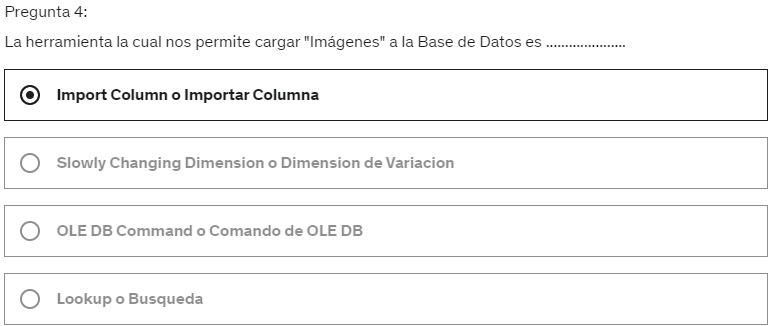 Pregunta 4:
La herramienta la cual nos permite cargar "Imágenes" a la Base de Datos es .....................
Import Column o Importar Columna
Slowly Changing Dimension o Dimension de Variacion
OLE DB Command o Comando de OLE DB
Lookup o Busqueda